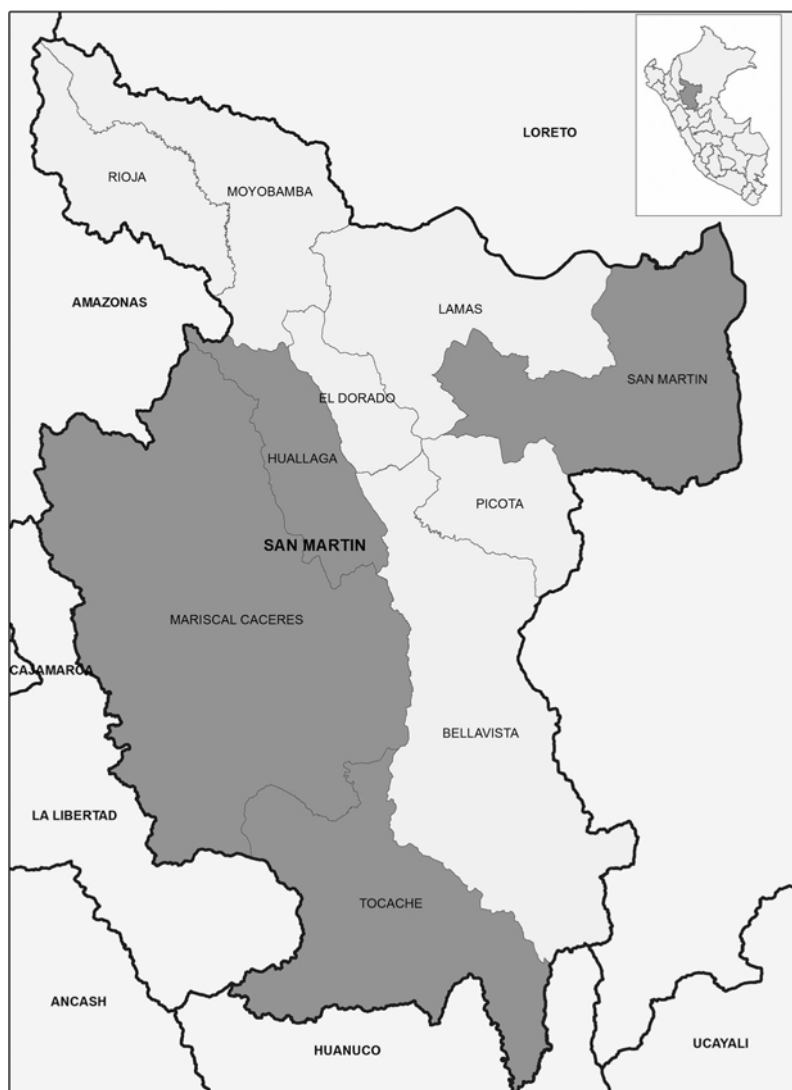 LORETO
RIOJA
MOYOBAMBA
AMAZONAS
LAMAS
SAN MARTIN
EL DORADO
HUALLAGA
PICOTA
SAN MARTIN
MARISCAL CACERES
CAJAMARCA
BELLAVISTA
LA LIBERTAD
TOCACHE
ANCASH
HUANUCO
UCAYALI